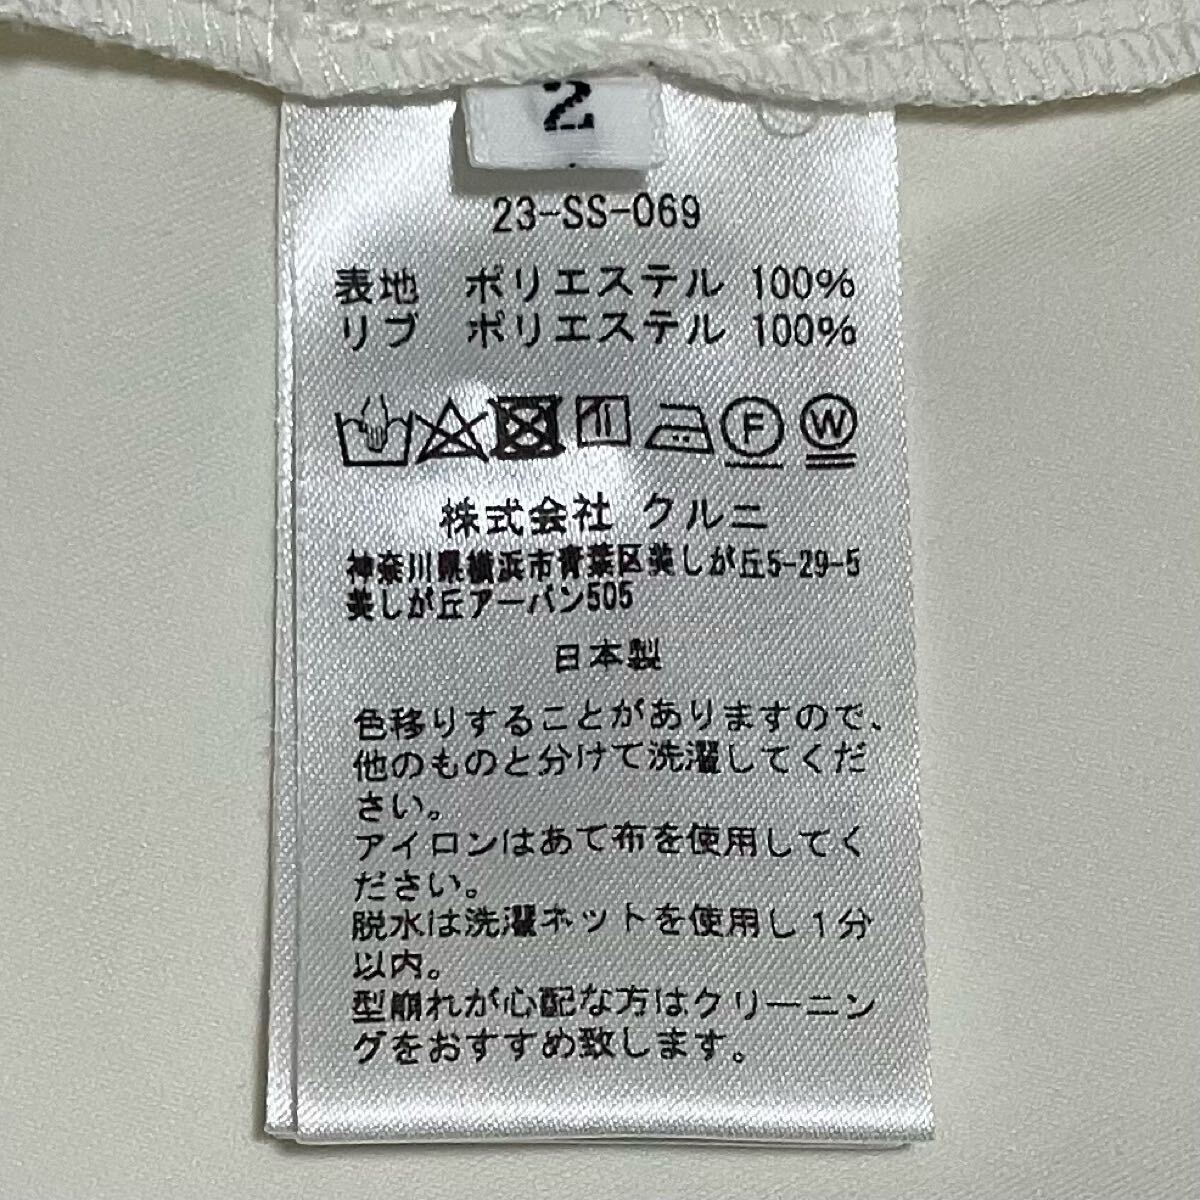 2
23-SS-069
表地 ポリエステル 100%
リブ ポリエステル 100%
F W
株式会社 クルニ
神奈川県横浜市青葉区美しが丘5-29-5
美しが丘アーバン505
日本製
色移りすることがありますので、
他のものと分けて洗濯してくだ
さい。
アイロンはあて布を使用してく
ださい。
脱水は洗濯ネットを使用し1分
以内。
型崩れが心配な方はクリーニン
グをおすすめ致します。